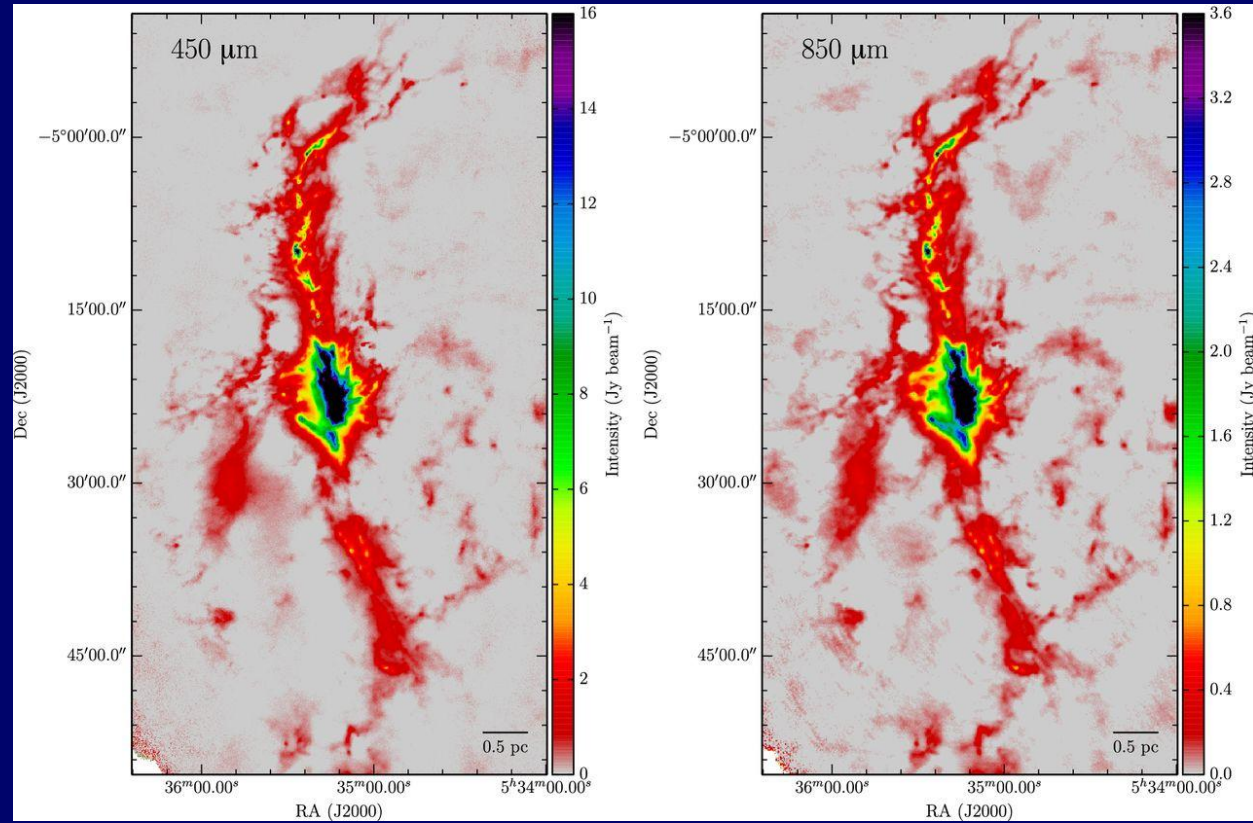 450 μm
Dec (J2000)
−5°00′00.0″
15′00.0″
30′00.0″
45′00.0″
36ᵐ00.00ˢ
35ᵐ00.00ˢ
5ʰ34ᵐ00.00ˢ
RA (J2000)
0.5 pc
16
14
12
10
8
6
4
2
0
Intensity (Jy beam⁻¹)
850 μm
Dec (J2000)
−5°00′00.0″
15′00.0″
30′00.0″
45′00.0″
36ᵐ00.00ˢ
35ᵐ00.00ˢ
5ʰ34ᵐ00.00ˢ
RA (J2000)
0.5 pc
3.6
3.2
2.8
2.4
2.0
1.6
1.2
0.8
0.4
0.0
Intensity (Jy beam⁻¹)